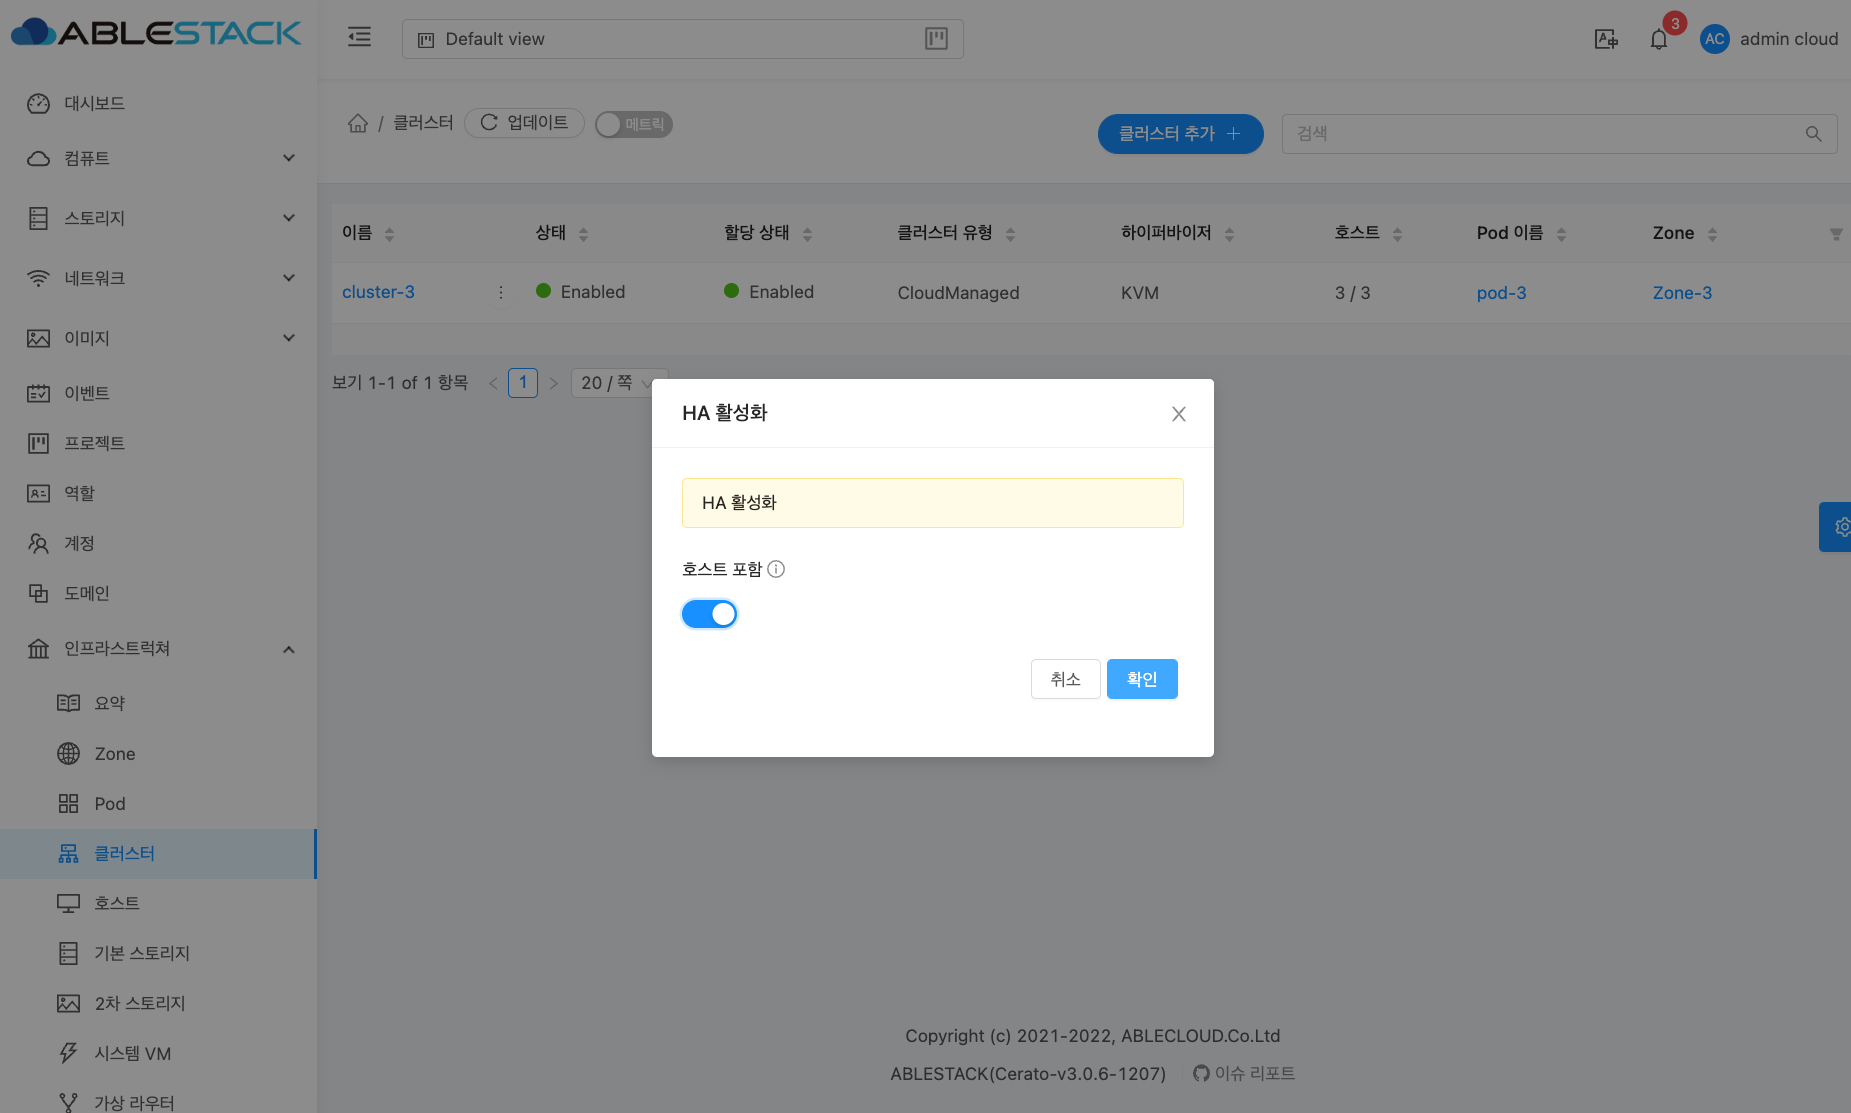 ABLESTACK
Default view
3
AC
admin cloud
대시보드
컴퓨트
스토리지
네트워크
이미지
이벤트
프로젝트
역할
계정
도메인
인프라스트럭쳐
요약
Zone
Pod
클러스터
호스트
기본 스토리지
2차 스토리지
시스템 VM
가상 라우터
/ 클러스터
업데이트
메트릭
클러스터 추가 +
검색
이름 상태 할당 상태 클러스터 유형 하이퍼바이저 호스트 Pod 이름 Zone
cluster-3 Enabled Enabled CloudManaged KVM 3 / 3 pod-3 Zone-3
보기 1-1 of 1 항목 < 1 > 20 / 쪽
HA 활성화
HA 활성화
호스트 포함
취소 확인
Copyright (c) 2021-2022, ABLECLOUD.Co.Ltd
ABLESTACK(Cerato-v3.0.6-1207) 이슈 리포트